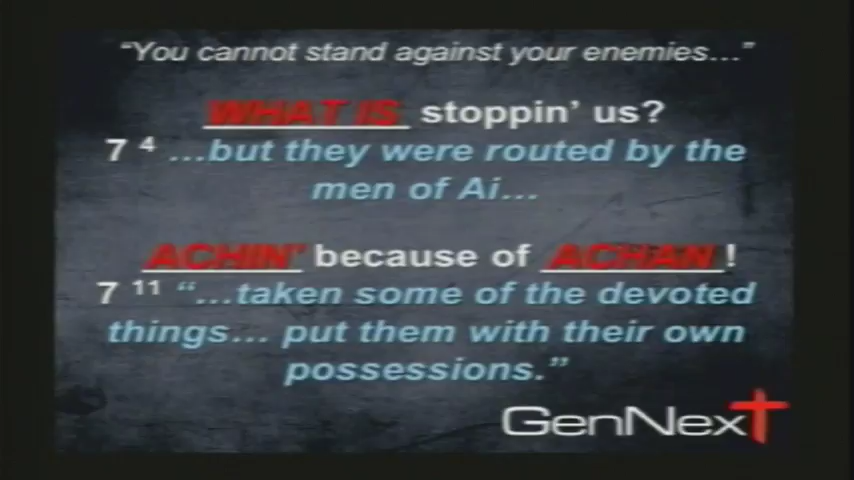 “You cannot stand against your enemies...”
WHAT IS stoppin’ us?
7 4 ...but they were routed by the
men of Ai...
ACHIN’ because of ACHAN !
7 11 “...taken some of the devoted
things... put them with their own
possessions.”
GenNext